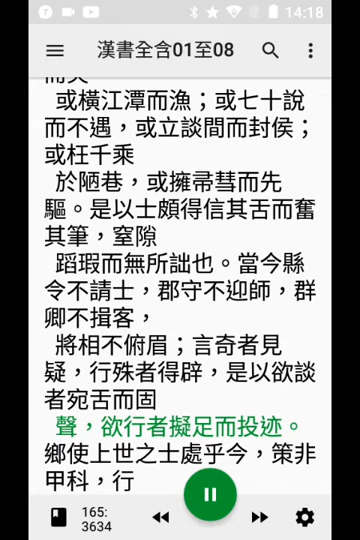 14:18
漢書全含01至08
而笑
或橫江潭而漁；或七十說
而不遇，或立談間而封侯；
或枉千乘
於陋巷，或擁帚彗而先
驅。是以士頗得信其舌而奮
其筆，窒隙
蹈瑕而無所詘也。當今縣
令不請士，郡守不迎師，群
卿不揖客，
將相不俯眉；言奇者見
疑，行殊者得辟，是以欲談
者宛舌而固
聲，欲行者擬足而投迹。
鄉使上世之士處乎今，策非
甲科，行
165:
3634